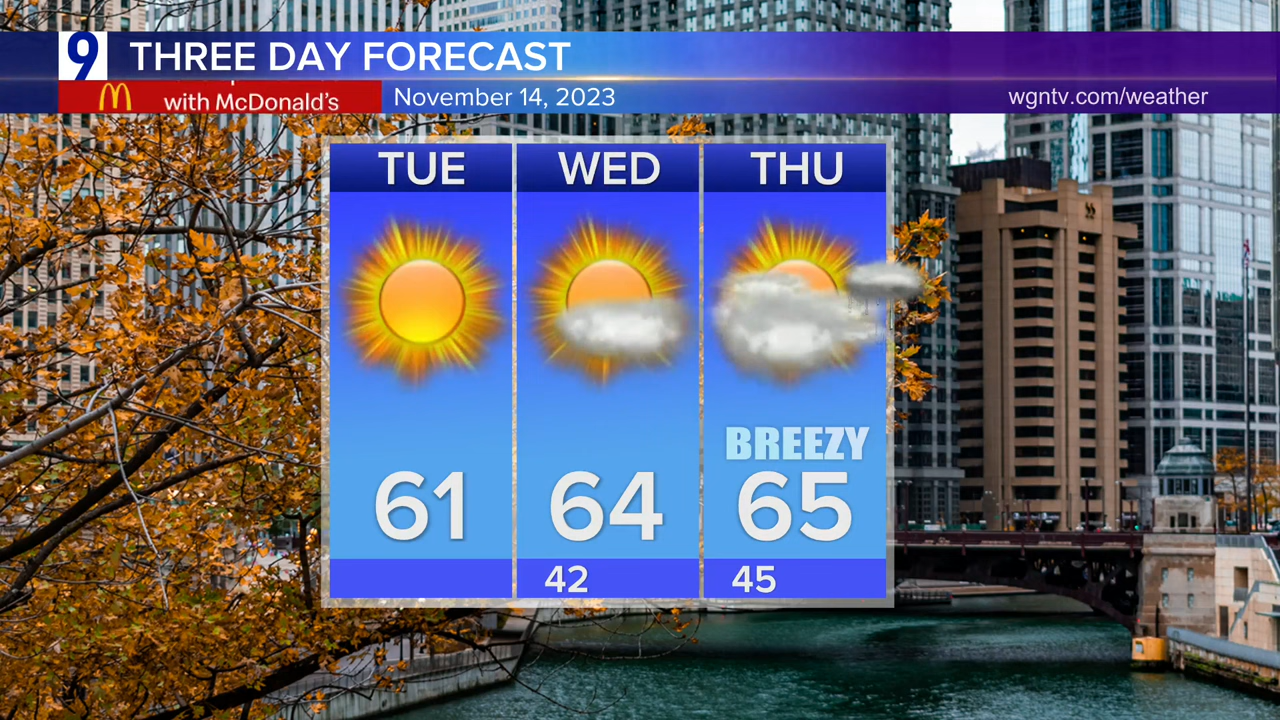 9 THREE DAY FORECAST
with McDonald's November 14, 2023 wgntv.com/weather
TUE WED THU
BREEZY
61 64 65
42 45